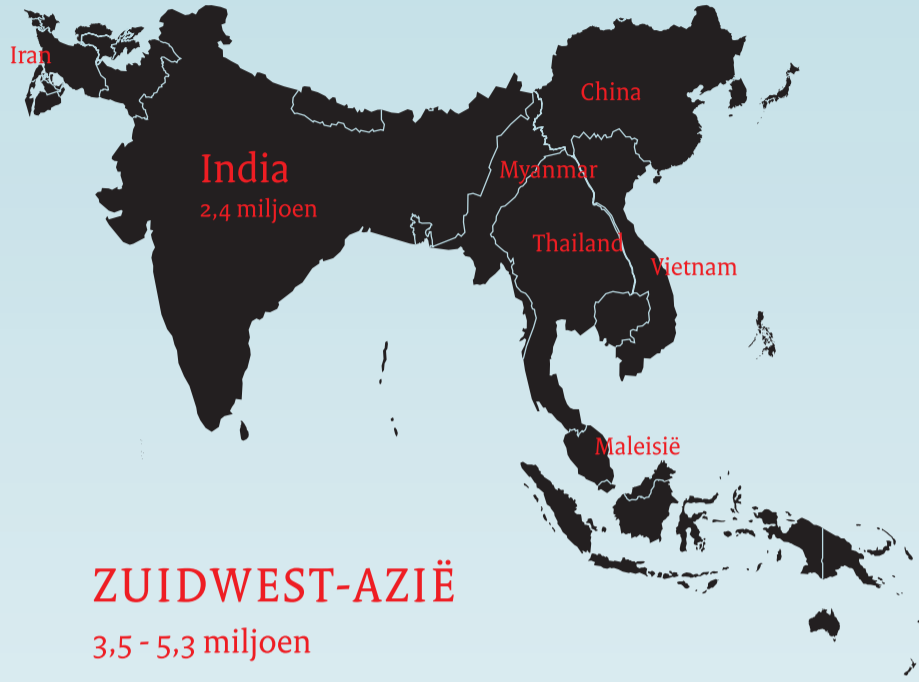 Iran
China
India
2,4 miljoen
Myanmar
Thailand
Vietnam
Maleisië
ZUIDWEST-AZIË
3,5 - 5,3 miljoen